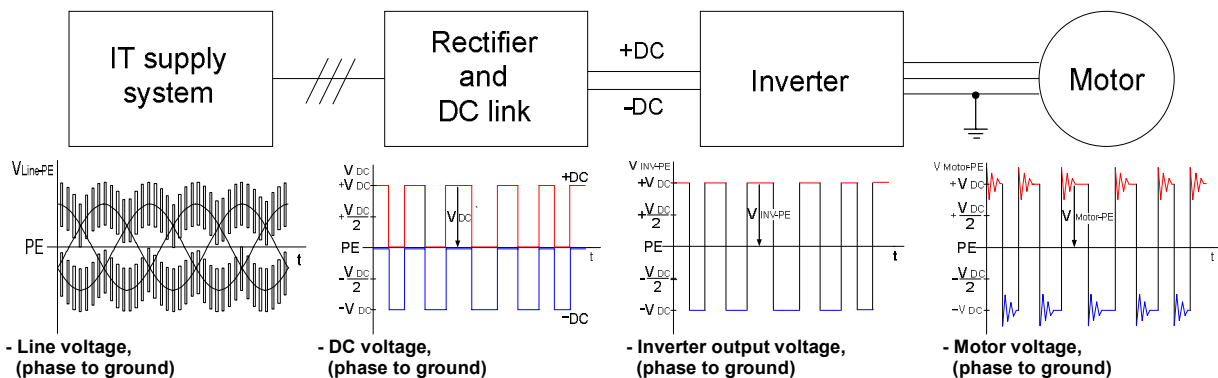 IT supply
system
Rectifier
and
DC link
+DC
−DC
Inverter
Motor
V Line-PE
PE
t
- Line voltage,
(phase to ground)
V DC
+V DC
+V DC
2
PE
−V DC
2
−V DC
+DC
V DC
t
−DC
- DC voltage,
(phase to ground)
V INV-PE
+V DC
+V DC
2
PE
−V DC
2
−V DC
V INV-PE
t
- Inverter output voltage,
(phase to ground)
V Motor-PE
+V DC
+V DC
2
PE
−V DC
2
−V DC
V Motor-PE
t
- Motor voltage,
(phase to ground)